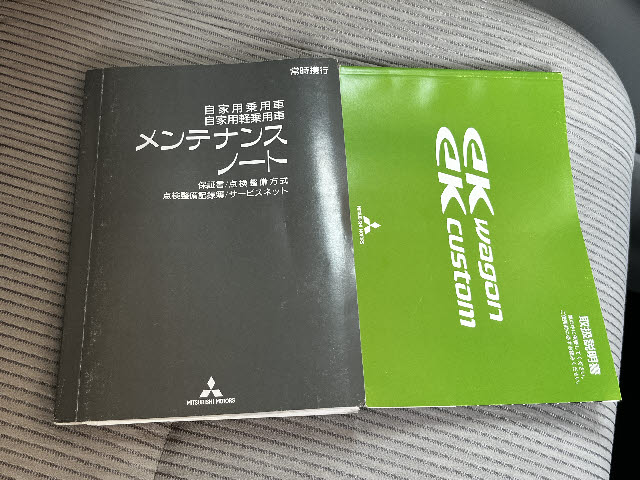 常時携行
自家用乗用車
自家用軽乗用車
メンテナンス
ノート
保証書/点検整備方式
点検整備記録簿/サービスネット
MITSUBISHI MOTORS
eK wagon
eK custom
MITSUBISHI MOTORS
取扱説明書